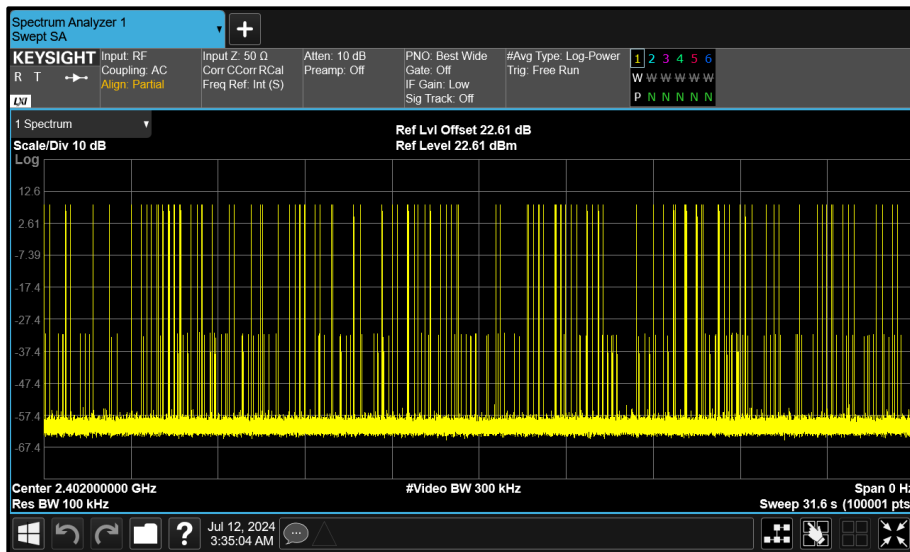 Spectrum Analyzer 1
Swept SA
+
KEYSIGHT
R T
LXI
Input: RF
Coupling: AC
Align: Partial
Input Z: 50 Ω
Corr CCorr RCal
Freq Ref: Int (S)
Atten: 10 dB
Preamp: Off
PNO: Best Wide
Gate: Off
IF Gain: Low
Sig Track: Off
#Avg Type: Log-Power
Trig: Free Run
1 2 3 4 5 6
W W W W W W
P N N N N N
1 Spectrum
Scale/Div 10 dB
Ref Lvl Offset 22.61 dB
Ref Level 22.61 dBm
Log
12.6
2.61
-7.39
-17.4
-27.4
-37.4
-47.4
-57.4
-67.4
Center 2.402000000 GHz
#Video BW 300 kHz
Span 0 Hz
Res BW 100 kHz
Sweep 31.6 s (100001 pts
?
Jul 12, 2024
3:35:04 AM